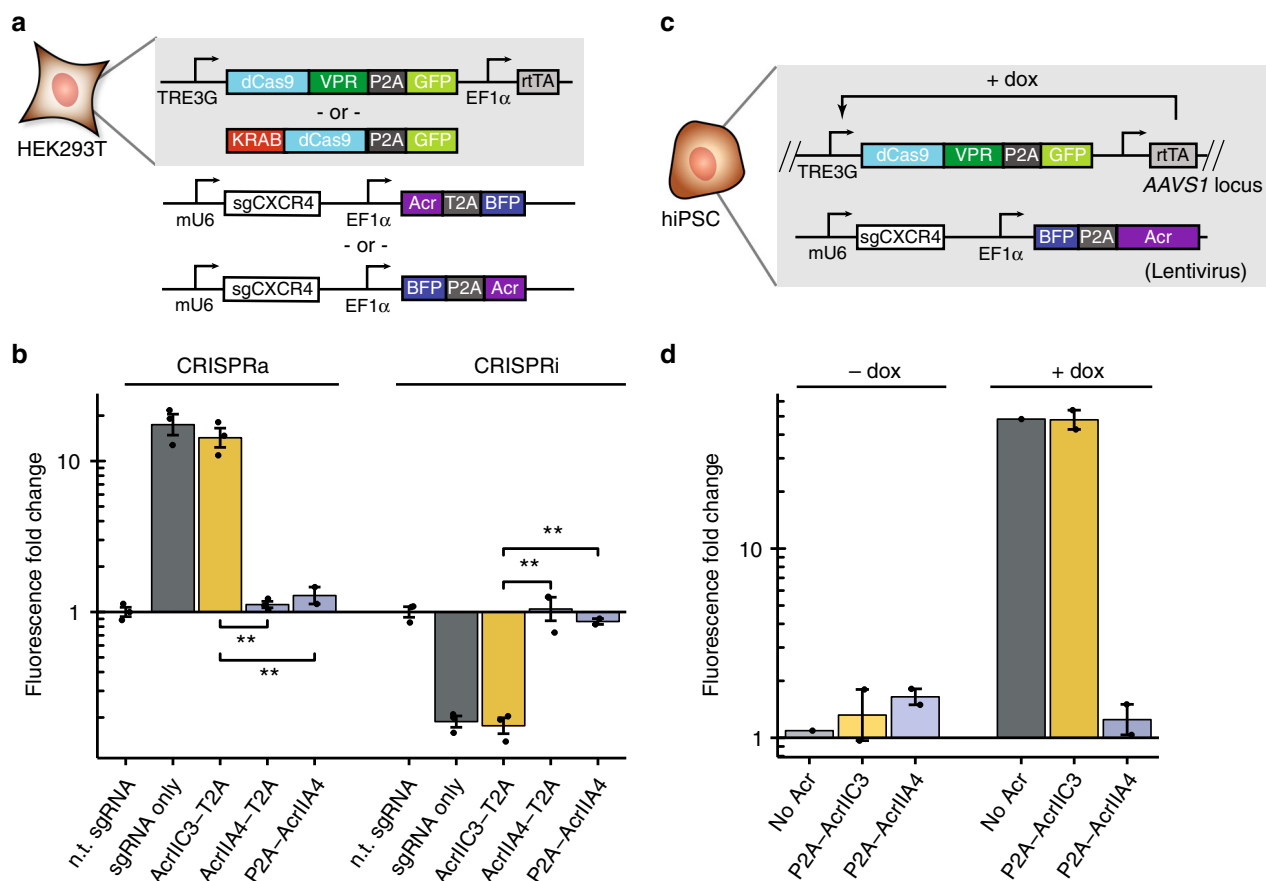 a
HEK293T
TRE3G
dCas9 VPR P2A GFP
EF1α
rtTA
- or -
KRAB dCas9 P2A GFP
mU6
sgCXCR4
EF1α
Acr T2A BFP
- or -
mU6
sgCXCR4
EF1α
BFP P2A Acr
c
hiPSC
+ dox
TRE3G
dCas9 VPR P2A GFP
rtTA
AAVS1 locus
mU6
sgCXCR4
EF1α
BFP P2A Acr
(Lentivirus)
b
CRISPRa
CRISPRi
Fluorescence fold change
10
1
**
**
**
**
n.t. sgRNA
sgRNA only
AcrIIC3–T2A
AcrIIA4–T2A
P2A–AcrIIA4
n.t. sgRNA
sgRNA only
AcrIIC3–T2A
AcrIIA4–T2A
P2A–AcrIIA4
d
– dox
+ dox
Fluorescence fold change
10
1
No Acr
P2A–AcrIIC3
P2A–AcrIIA4
No Acr
P2A–AcrIIC3
P2A–AcrIIA4